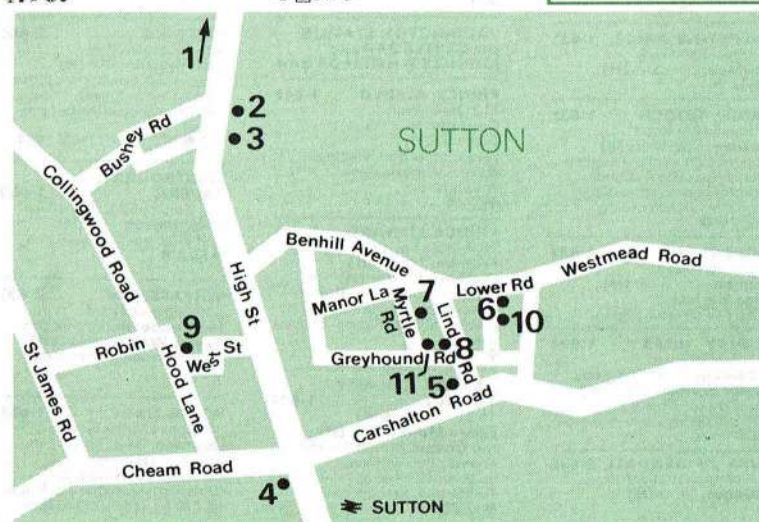 1
2
3
Bushey Rd
SUTTON
Collingwood Road
High St
Benhill Avenue
Westmead Road
Lower Rd
Manor La
Myrtle
Rd
7
Lind
Rd
6
10
9
Robin
Hood Lane
West St
St James Rd
Greyhound Rd
8
11
5
Carshalton Road
Cheam Road
4
SUTTON